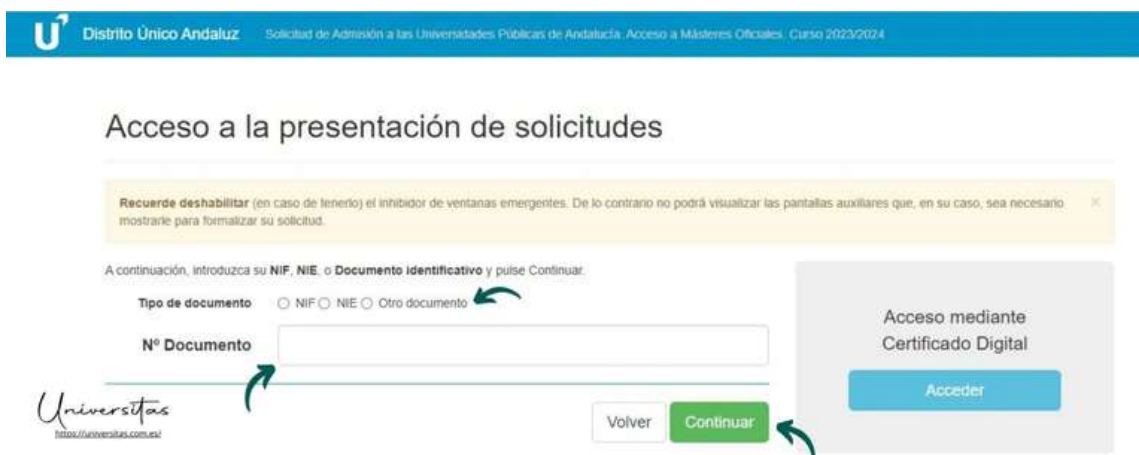 Distrito Único Andaluz Solicitud de Admisión a las Universidades Públicas de Andalucía. Acceso a Másteres Oficiales. Curso 2023/2024
Acceso a la presentación de solicitudes
Recuerde deshabilitar (en caso de tenerlo) el inhibidor de ventanas emergentes. De lo contrario no podrá visualizar las pantallas auxiliares que, en su caso, sea necesario
mostrarle para formalizar su solicitud.
A continuación, introduzca su NIF, NIE, o Documento identificativo y pulse Continuar.
Tipo de documento NIF NIE Otro documento
Nº Documento
Volver Continuar
Acceso mediante
Certificado Digital
Acceder
Universitas
https://universitas.com.es/